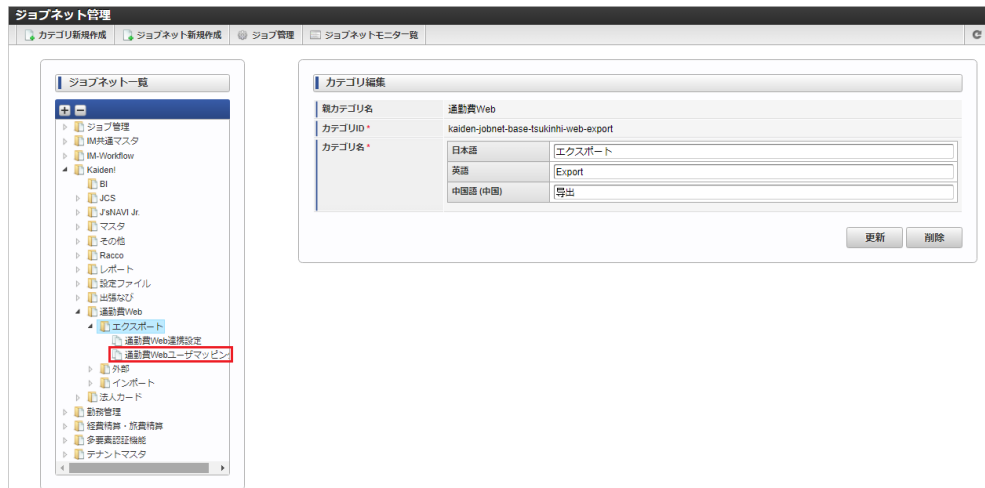 ジョブネット管理
カテゴリ新規作成 ジョブネット新規作成 ジョブ管理 ジョブネットモニター覧
ジョブネット一覧
ジョブ管理
IM共通マスタ
IM-Workflow
Kaiden!
BI
JCS
J'sNAVI Jr.
マスタ
その他
Racco
レポート
設定ファイル
出張なび
通勤費Web
エクスポート
通勤費Web連携設定
通勤費Webユーザマッピン
外部
インポート
法人カード
勤務管理
経費精算・旅費精算
多要素認証機能
テナントマスタ
カテゴリ編集
親カテゴリ名 通勤費Web
カテゴリID * kaiden-jobnet-base-tsukinhi-web-export
カテゴリ名 * 日本語 エクスポート
英語 Export
中国語 (中国) 导出
更新 削除